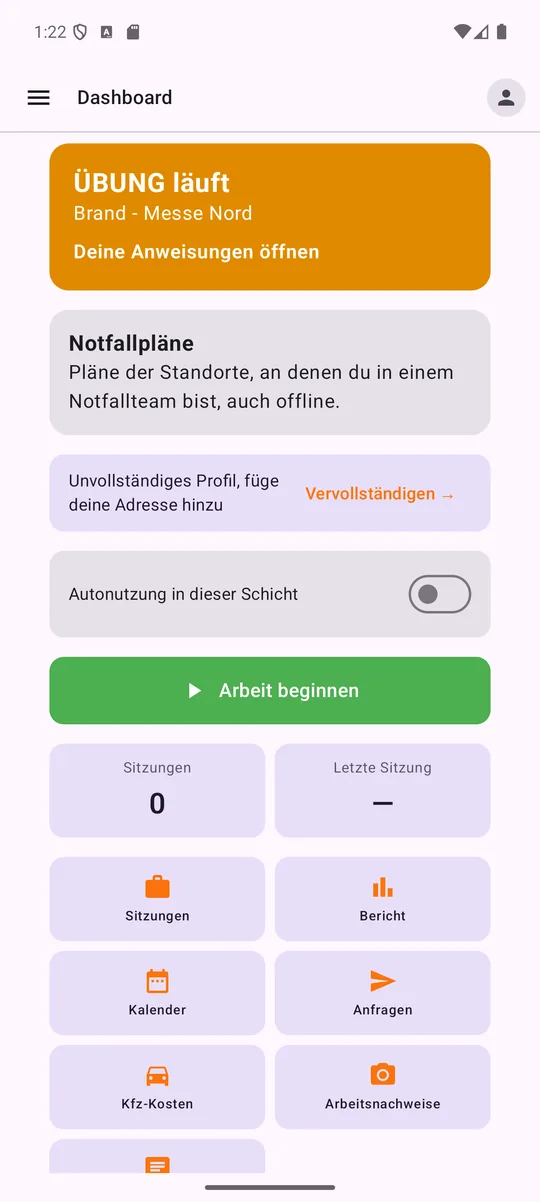 1:22
Dashboard
ÜBUNG läuft
Brand - Messe Nord
Deine Anweisungen öffnen
Notfallpläne
Pläne der Standorte, an denen du in einem
Notfallteam bist, auch offline.
Unvollständiges Profil, füge
deine Adresse hinzu
Vervollständigen →
Autonutzung in dieser Schicht
Arbeit beginnen
Sitzungen
Letzte Sitzung
0
—
Sitzungen
Bericht
Kalender
Anfragen
Kfz-Kosten
Arbeitsnachweise